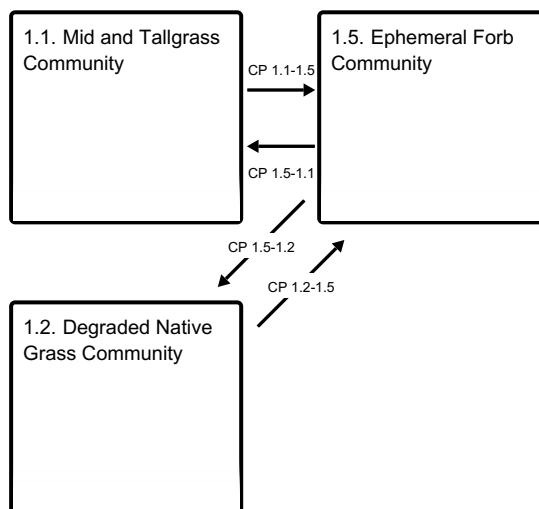 1.1. Mid and Tallgrass
Community
CP 1.1-1.5
1.5. Ephemeral Forb
Community
CP 1.5-1.1
CP 1.5-1.2
CP 1.2-1.5
1.2. Degraded Native
Grass Community